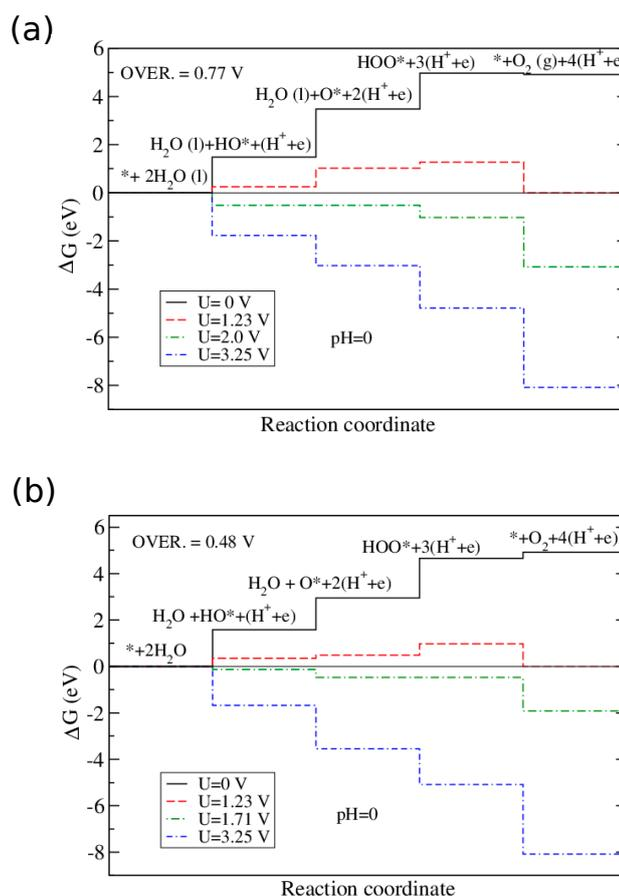 (a)
OVER. = 0.77 V
HOO*+3(H⁺+e)
*+O₂ (g)+4(H⁺+e
H₂O (l)+O*+2(H⁺+e)
H₂O (l)+HO*+(H⁺+e)
*+ 2H₂O (l)
6
4
2
0
-2
-4
-6
-8
ΔG (eV)
U= 0 V
U=1.23 V
U=2.0 V
U=3.25 V
pH=0
Reaction coordinate
(b)
OVER. = 0.48 V
HOO*+3(H⁺+e)
*+O₂+4(H⁺+e)
H₂O + O*+2(H⁺+e)
H₂O +HO*+(H⁺+e)
*+2H₂O
6
4
2
0
-2
-4
-6
-8
ΔG (eV)
U=0 V
U=1.23 V
U=1.71 V
U=3.25 V
pH=0
Reaction coordinate